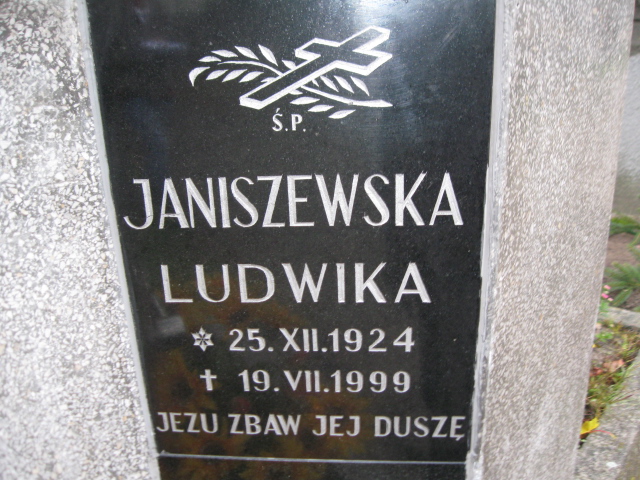 Ś.P.
JANISZEWSKA
LUDWIKA
* 25.XII.1924
† 19.VII.1999
JEZU ZBAW JEJ DUSZĘ